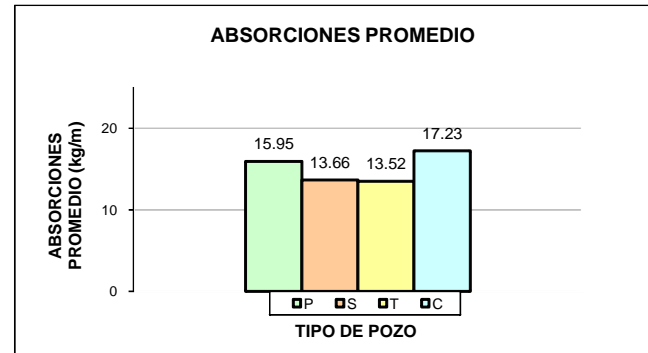 ABSORCIONES PROMEDIO
ABSORCIONES
PROMEDIO (kg/m)
20
10
0
15.95
13.66
13.52
17.23
P S T C
TIPO DE POZO